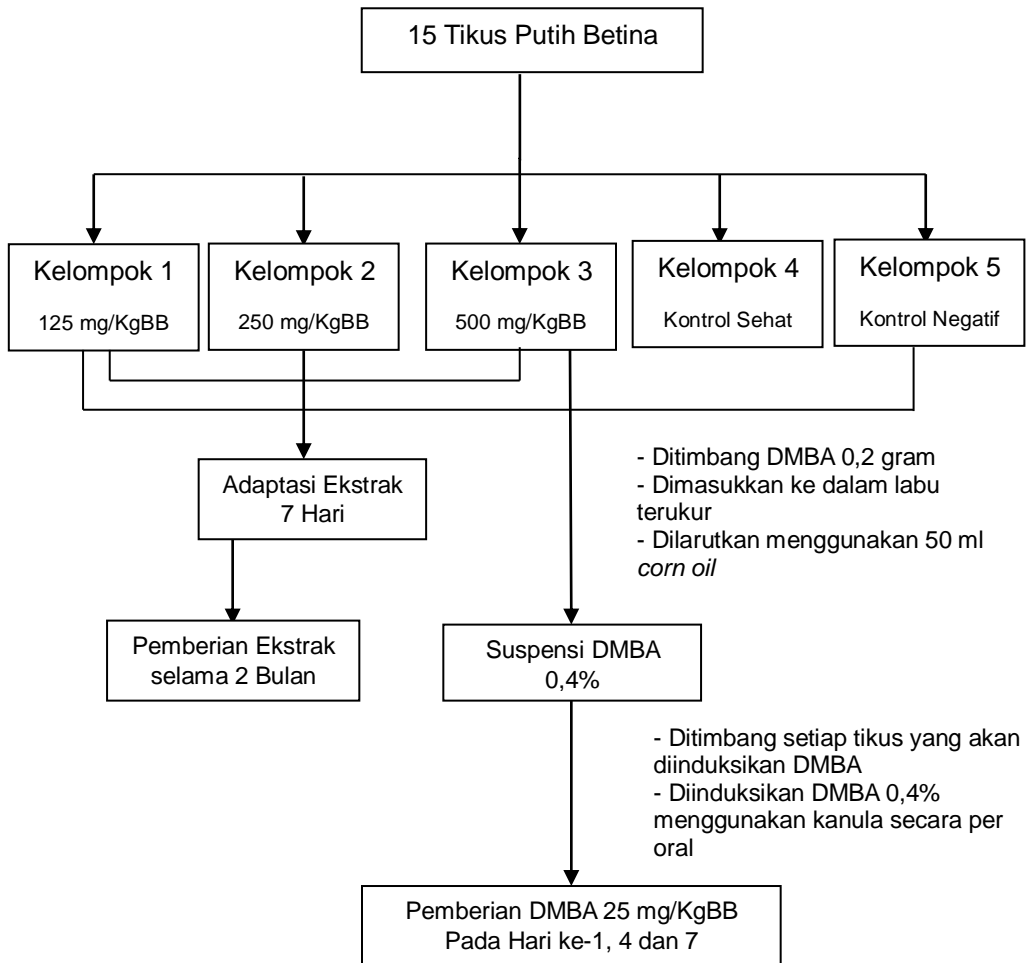 15 Tikus Putih Betina
Kelompok 1
125 mg/KgBB
Kelompok 2
250 mg/KgBB
Kelompok 3
500 mg/KgBB
Kelompok 4
Kontrol Sehat
Kelompok 5
Kontrol Negatif
Adaptasi Ekstrak
7 Hari
- Ditimbang DMBA 0,2 gram
- Dimasukkan ke dalam labu
terukur
- Dilarutkan menggunakan 50 ml
corn oil
Pemberian Ekstrak
selama 2 Bulan
Suspensi DMBA
0,4%
- Ditimbang setiap tikus yang akan
diinduksikan DMBA
- Diinduksikan DMBA 0,4%
menggunakan kanula secara per
oral
Pemberian DMBA 25 mg/KgBB
Pada Hari ke-1, 4 dan 7